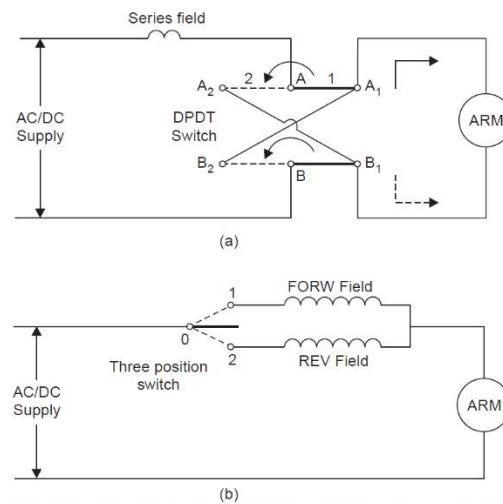 Series field
2 A 1
A₂ A₁
AC/DC
Supply
DPDT
Switch
ARM
B₂ B B₁
(a)
1 FORW Field
0
2 REV Field
Three position
switch
AC/DC
Supply
ARM
(b)